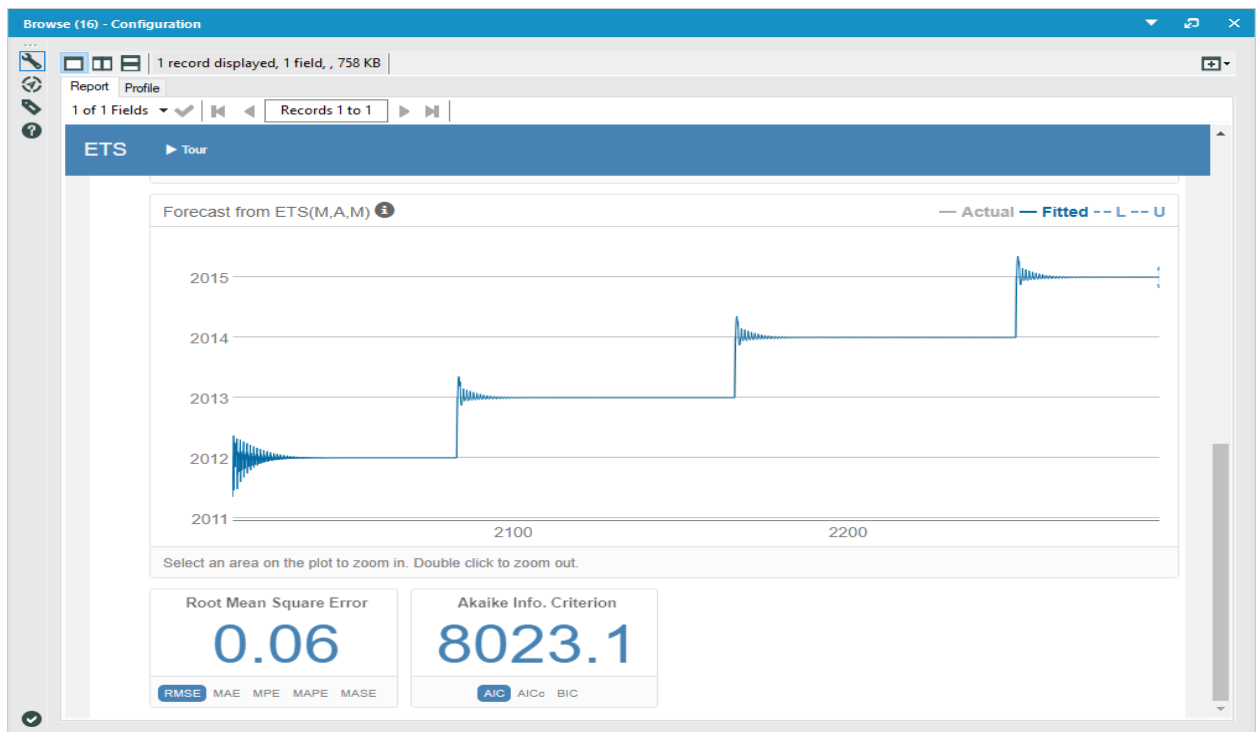 Browse (16) - Configuration
1 record displayed, 1 field, , 758 KB
Report Profile
1 of 1 Fields Records 1 to 1
ETS Tour
Forecast from ETS(M,A,M) Actual Fitted L U
2015
2014
2013
2012
2011
2100 2200
Select an area on the plot to zoom in. Double click to zoom out.
Root Mean Square Error Akaike Info. Criterion
0.06 8023.1
RMSE MAE MPE MAPE MASE AIC AICc BIC